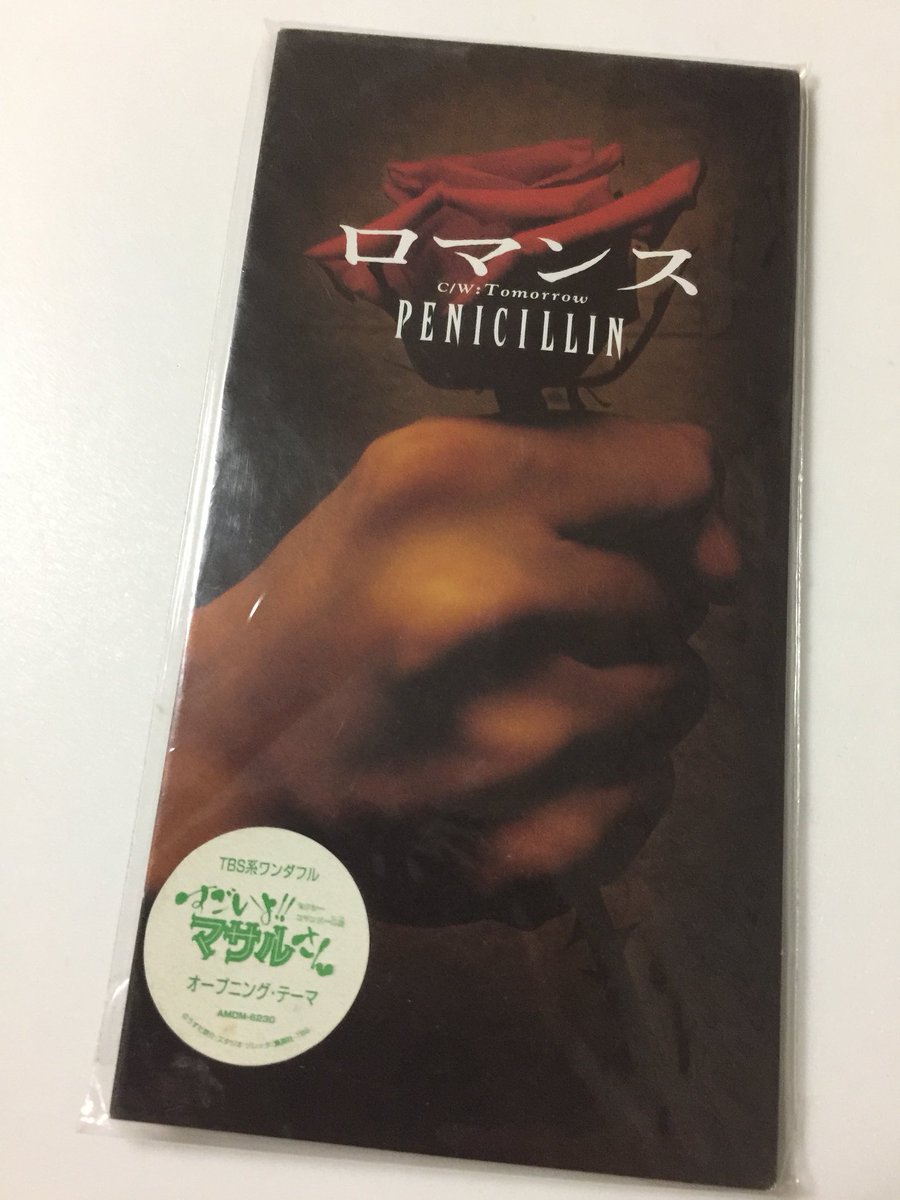 ロマンス
C/W:Tomorrow
PENICILLIN
TBS系ワンダフル
すごいよ!!
マサルさん
オープニング・テーマ
AMDM-6230